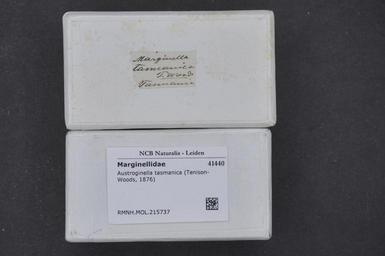 Marginella
tasmanica
T. Woods
Tasmania
NCB Naturalis - Leiden
Marginellidae 41440
Austroginella tasmanica (Tenison-
Woods, 1876)
RMNH.MOL.215737